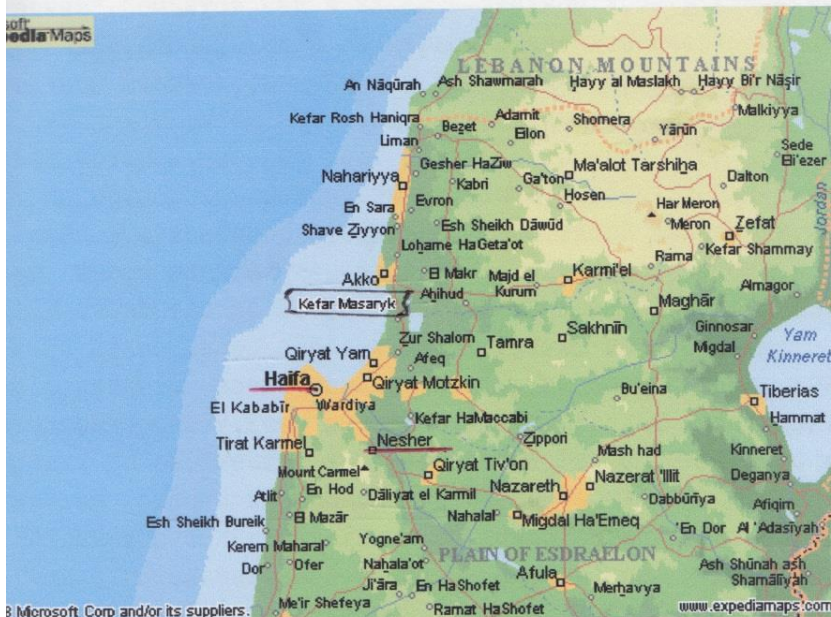 soft
pedia Maps
LEBANON MOUNTAINS
An Nāqūrah
Ash Shawmarah
Ḥayy al Maslakh
Ḥayy Bi'r Nāşir
Kefar Rosh Haniqra
Adamit
Shomera
Malkiyya
Bezet
Eilon
Yārūn
Liman
Sede
Eli'ezer
Gesher HaZiw
Ma'alot Tarshiha
Nahariyya
Kabri
Ga'ton
Dalton
Hosen
Evron
Har Meron
En Sara
Meron
Zefat
Shave Ziyyon
Esh Sheikh Dāwūd
Jordan
Lohame HaGeta'ot
Kefar Shammay
Rama
Akko
El Makr
Majd el
Kurum
Karmi'el
Almagor
Kefar Masaryk
Ahihud
Maghār
Zur Shalom
Sakhnīn
Ginnosar
Yam
Kinneret
Qiryat Yam
Afeq
Tamra
Migdal
Haifa
Qiryat Motzkin
Bu'eina
Tiberias
El Kababīr
Wardiya
Kefar HaMaccabi
Hammat
Tirat Karmel
Nesher
Zippori
Mash had
Kinneret
Mount Carmel
Qiryat Tiv'on
Nazareth
Nazerat 'Illit
Deganya
Atlit
En Hod
Dāliyat el Karmil
Dabbūrīya
Afiqim
Esh Sheikh Bureik
El Mazār
Nahalal
Migdal Ha'Emeq
'En Dor
Al 'Adasīyah
Kerem Maharal
Yogne'am
PLAIN OF ESDRAELON
Dor
Ofer
Nahala'ot
Afula
Ash Shūnah ash
Shamālīyah
Ji'āra
En HaShofet
Merhavya
Me'ir Shefeya
Ramat HaShofet
8 Microsoft Corp and/or its suppliers.
www.expediamaps.com